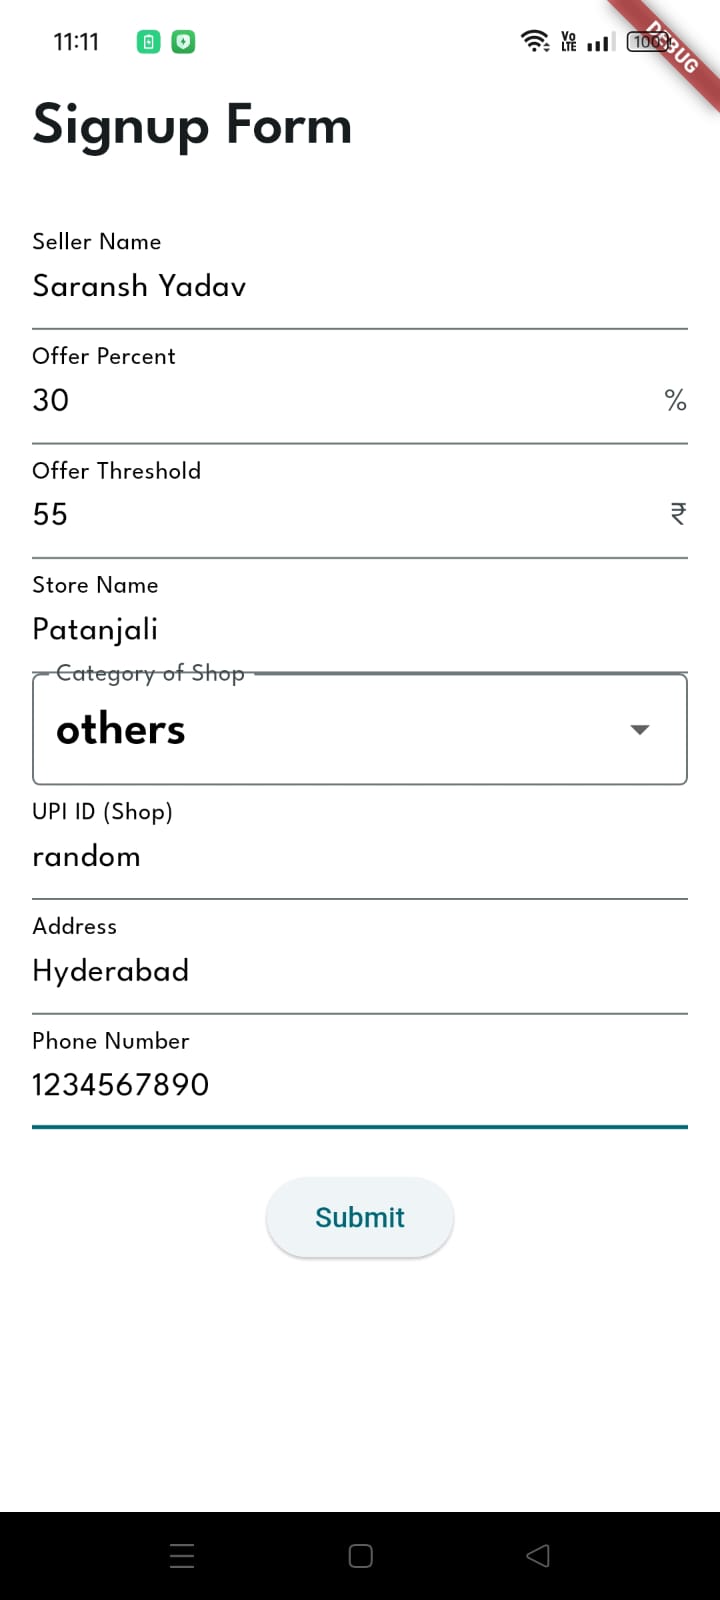 11:11
Vo
LTE
100
DEBUG
Signup Form
Seller Name
Saransh Yadav
Offer Percent
30 %
Offer Threshold
55 ₹
Store Name
Patanjali
Category of Shop
others
UPI ID (Shop)
random
Address
Hyderabad
Phone Number
1234567890
Submit